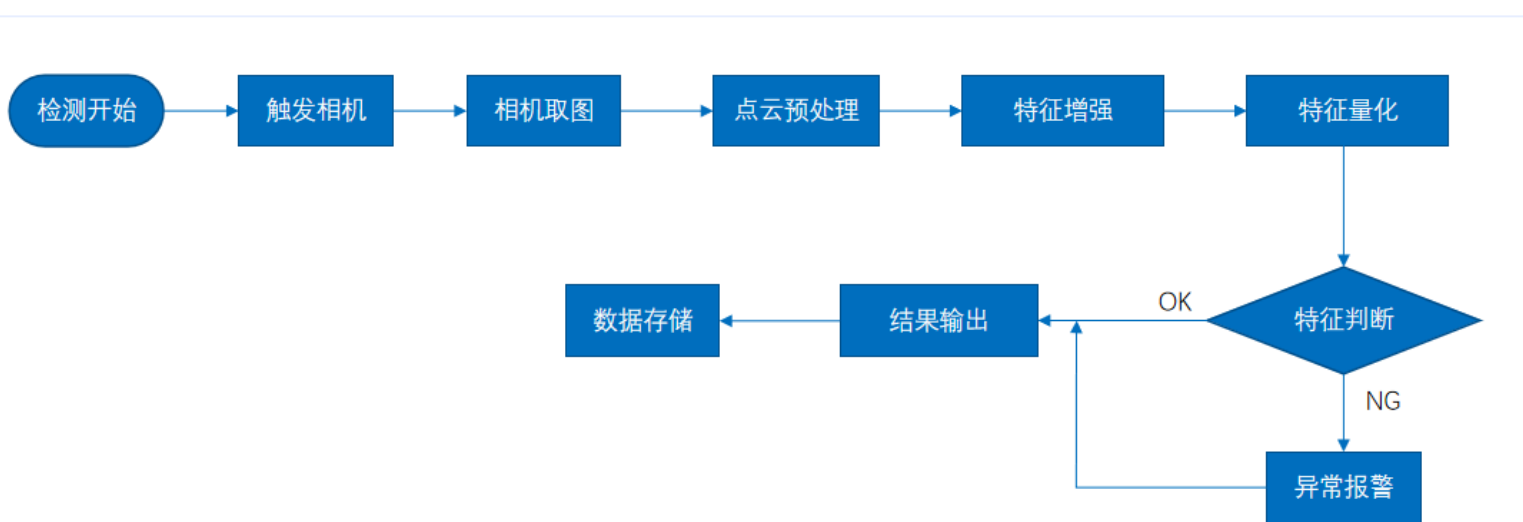 检测开始
触发相机
相机取图
点云预处理
特征增强
特征量化
特征判断
OK
结果输出
数据存储
NG
异常报警